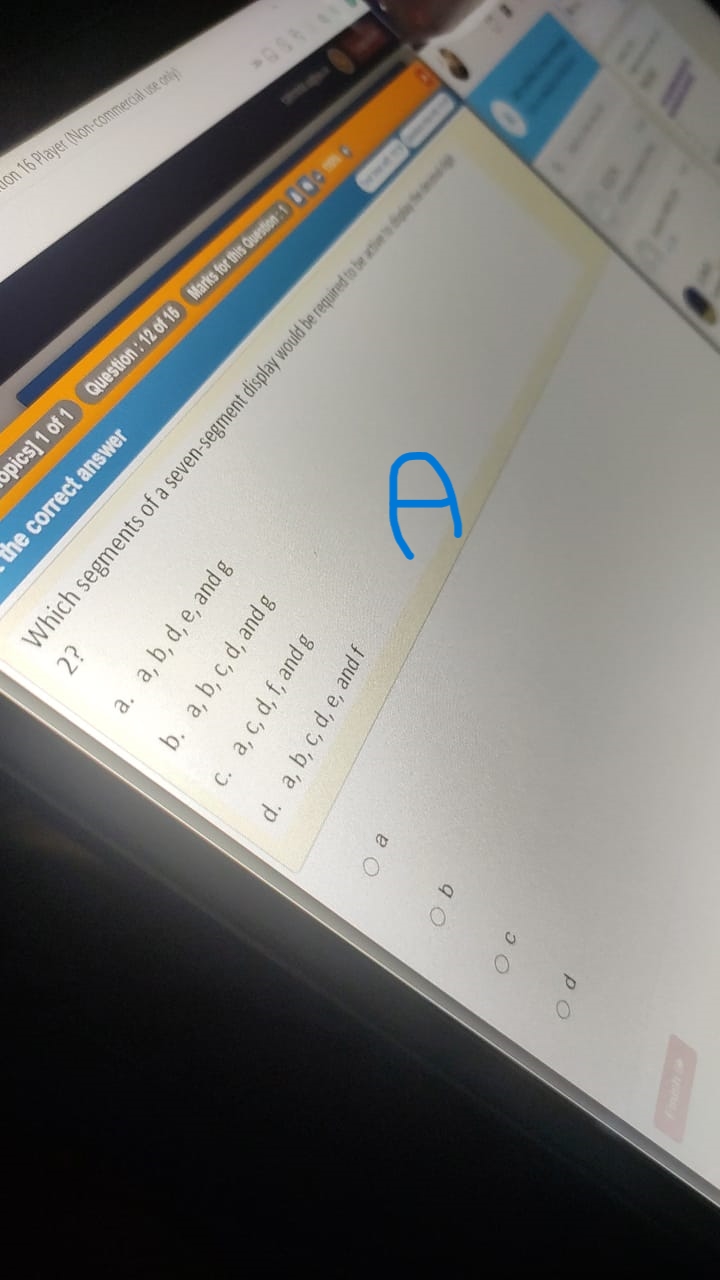 16 Player (Non-commercial use only)
1 of 1 Question : 12 of 15 Marks for this Question : 1
the correct answer
Which segments of a seven-segment display would be required to be active to display the decimal digit
2?
a. a, b, d, e, and g
b. a, b, c, d, and g
c. a, c, d, f, and g
d. a, b, c, d, e, and f
A
a
b
c
d
Finish